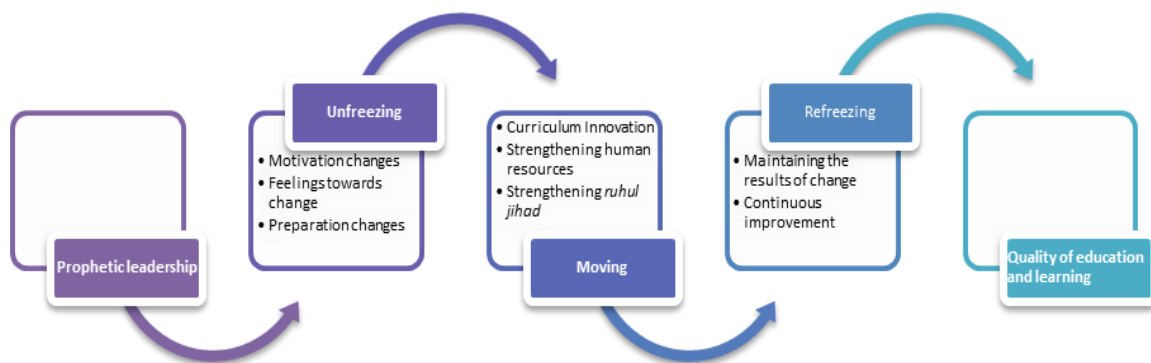 Prophetic leadership
Unfreezing
• Motivation changes
• Feelings towards
change
• Preparation changes
• Curriculum Innovation
• Strengthening human
resources
• Strengthening ruhul
jihad
Moving
Refreezing
• Maintaining the
results of change
• Continuous
improvement
Quality of education
and learning